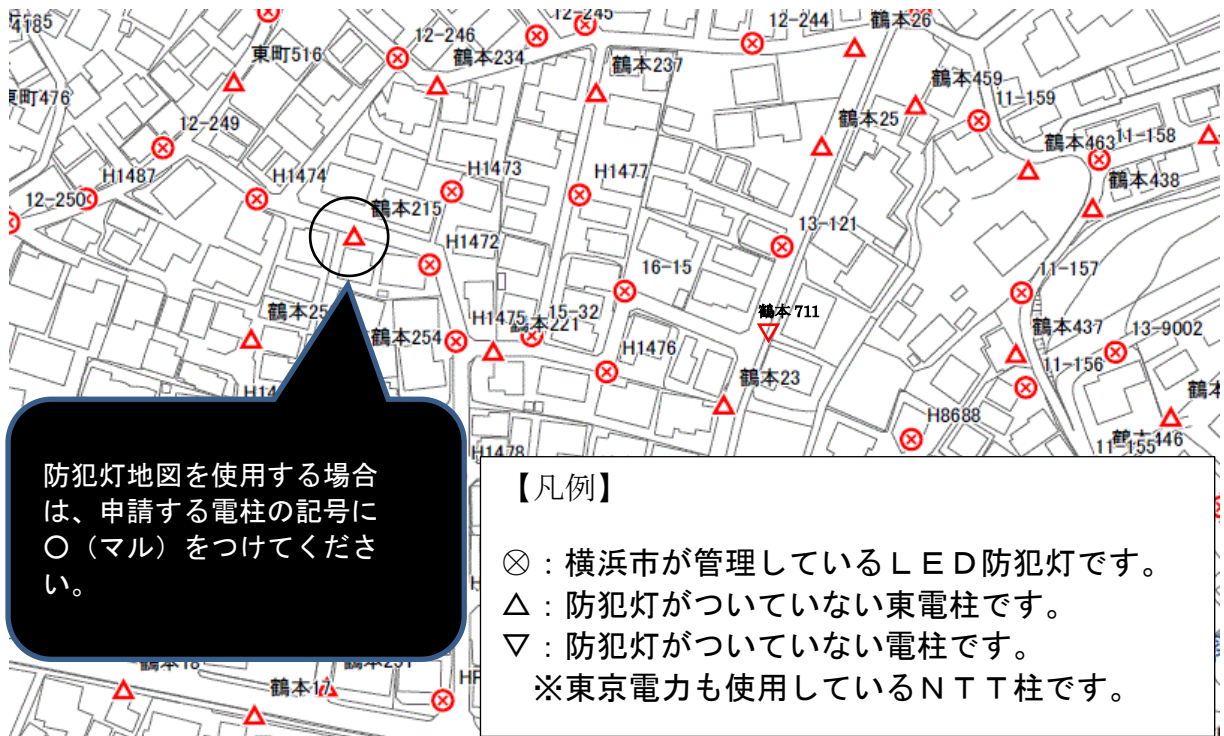 12-245
12-244
鶴本26
12-246
鶴本234
東町516
鶴本237
鶴本459
11-159
東町476
12-249
鶴本25
鶴本463
11-158
H1487
H1474
H1473
H1477
鶴本438
12-250
鶴本215
13-121
H1472
16-15
11-157
鶴本711
鶴本25
鶴本254
H1475
鶴本221
15-32
鶴本437
13-9002
H1476
11-156
鶴本23
H8688
鶴本446
11-155
H1478
防犯灯地図を使用する場合
は、申請する電柱の記号に
〇（マル）をつけてくださ
い。
【凡例】
⊗：横浜市が管理しているＬＥＤ防犯灯です。
△：防犯灯がついていない東電柱です。
▽：防犯灯がついていない電柱です。
※東京電力も使用しているＮＴＴ柱です。
鶴本18
鶴本17